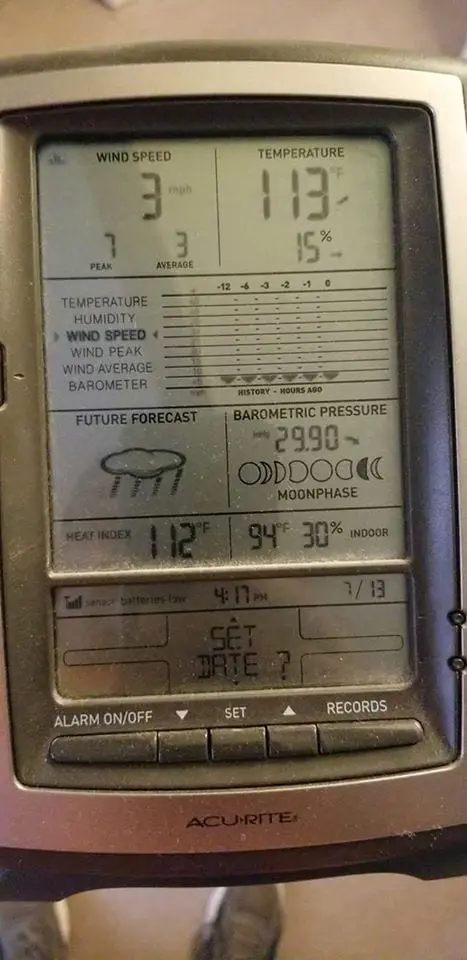 WIND SPEED
TEMPERATURE
3 mph
113°F
7
3
15%
PEAK
AVERAGE
-12 -6 -3 -2 -1 0
TEMPERATURE
HUMIDITY
WIND SPEED
WIND PEAK
WIND AVERAGE
BAROMETER
HISTORY - HOURS AGO
FUTURE FORECAST
BAROMETRIC PRESSURE
29.90
MOONPHASE
HEAT INDEX 112°F
94°F 30% INDOOR
sensor batteries low 4:17 PM 7/13
SET
DATE ?
ALARM ON/OFF ▼ SET ▲ RECORDS
ACU›RITE